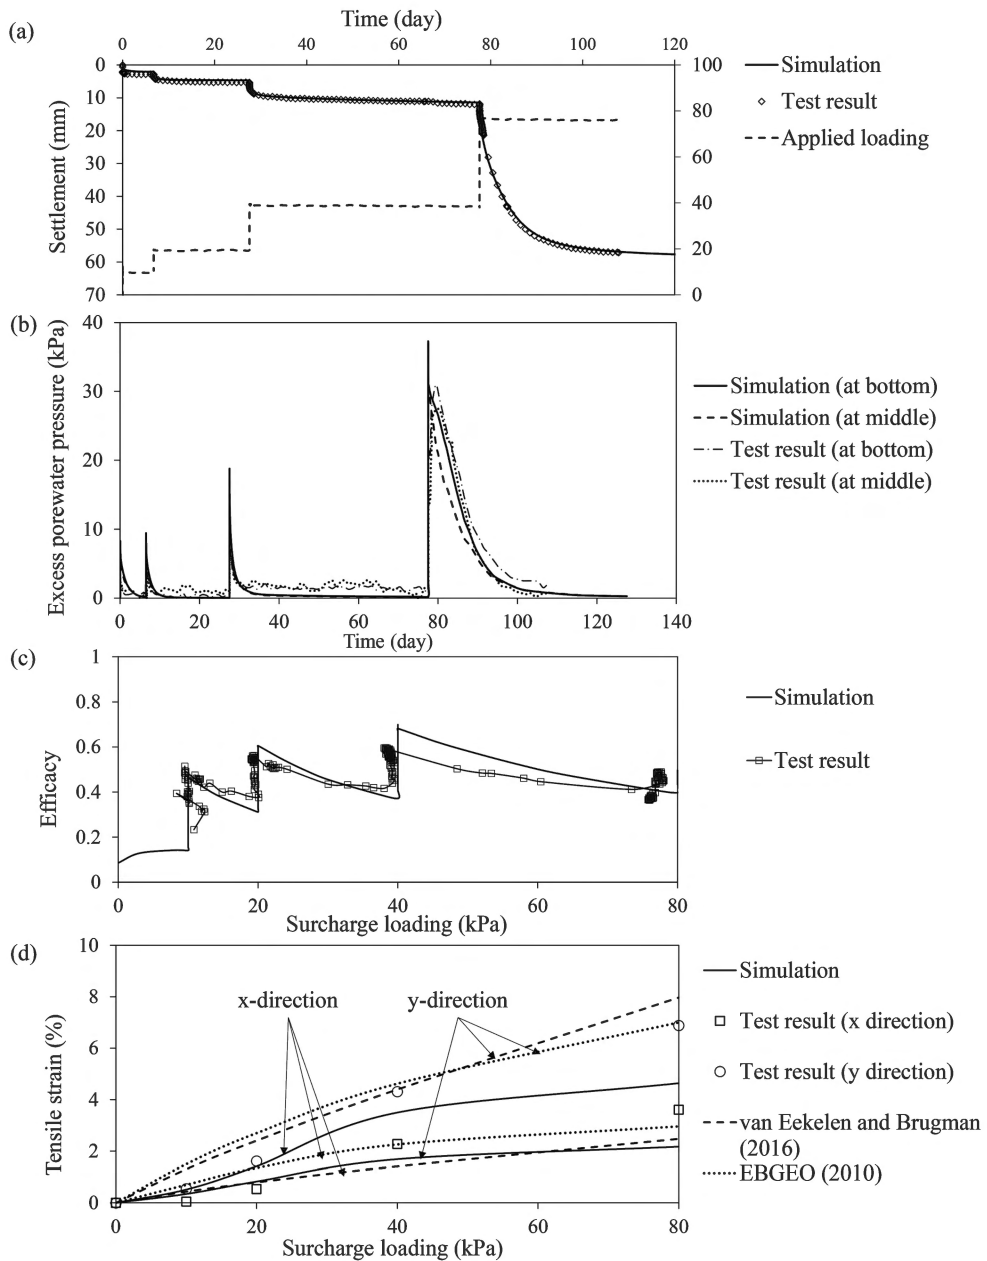 (a)
Time (day)
0 20 40 60 80 100 120
0
10
20
30
40
50
60
70
Settlement (mm)
100
80
60
40
20
0
Simulation
Test result
Applied loading
(b)
40
30
20
10
0
Excess porewater pressure (kPa)
0 20 40 60 80 100 120 140
Time (day)
Simulation (at bottom)
Simulation (at middle)
Test result (at bottom)
Test result (at middle)
(c)
1
0.8
0.6
0.4
0.2
0
Efficacy
0 20 40 60 80
Surcharge loading (kPa)
Simulation
Test result
(d)
10
8
6
4
2
0
Tensile strain (%)
x-direction
y-direction
0 20 40 60 80
Surcharge loading (kPa)
Simulation
Test result (x direction)
Test result (y direction)
van Eekelen and Brugman
(2016)
EBGEO (2010)